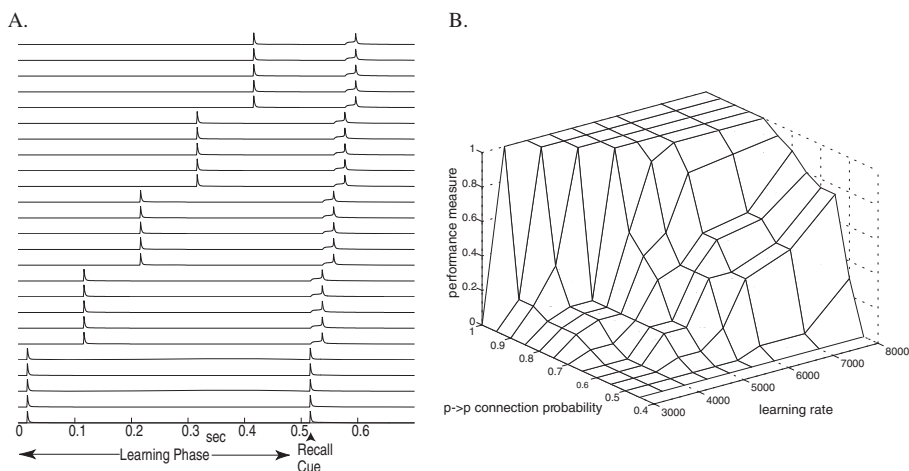 A.
0 0.1 0.2 0.3 0.4 0.5 0.6
sec
Learning Phase
Recall
Cue
B.
performance measure
1
0.8
0.6
0.4
0.2
0
1
0.9
0.8
0.7
0.6
0.5
0.4
p->p connection probability
3000
4000
5000
6000
7000
8000
learning rate